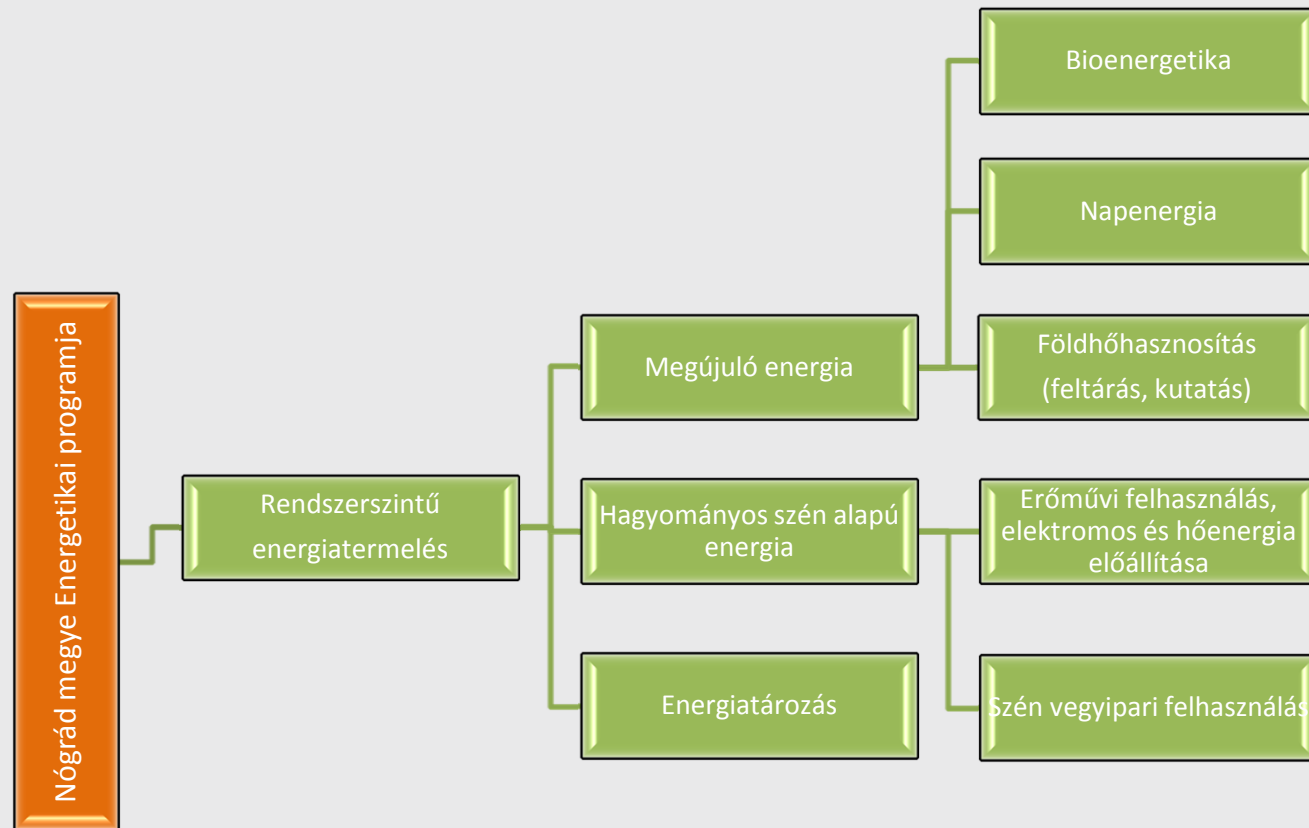 Nógrád megye Energetikai programja
Rendszerszintű
energiatermelés
Megújuló energia
Bioenergetika
Napenergia
Földhőhasznosítás
(feltárás, kutatás)
Hagyományos szén alapú
energia
Erőművi felhasználás,
elektromos és hőenergia
előállítása
Szén vegyipari felhasználás
Energiatározás